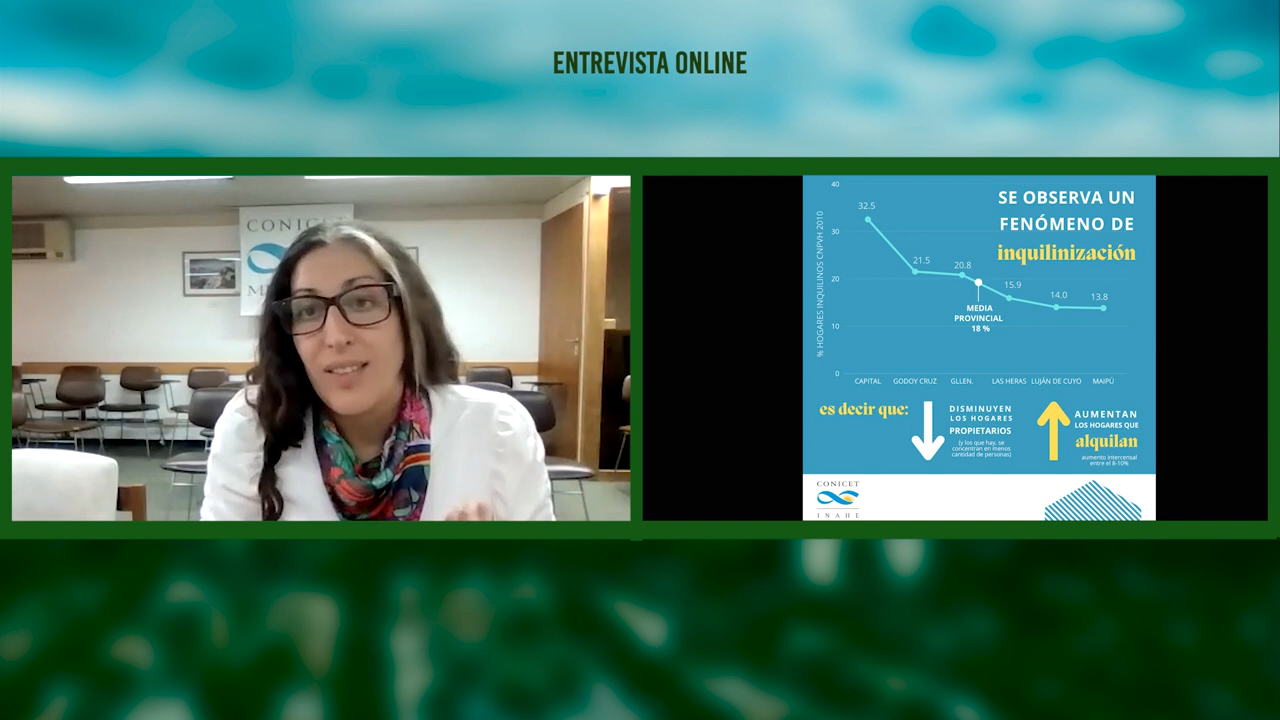 ENTREVISTA ONLINE
CONICET
M
SE OBSERVA UN
FENÓMENO DE
inquilinización
% HOGARES INQUILINOS CNPVH 2010
40
30
20
10
0
32.5
21.5
20.8
15.9
14.0
13.8
MEDIA
PROVINCIAL
18 %
CAPITAL GODOY CRUZ GLLEN. LAS HERAS LUJÁN DE CUYO MAIPÚ
es decir que:
DISMINUYEN
LOS HOGARES
PROPIETARIOS
(y los que hay, se
concentran en menos
cantidad de personas)
AUMENTAN
LOS HOGARES QUE
alquilan
aumento intercensal
entre el 8-10%
CONICET
INAHE